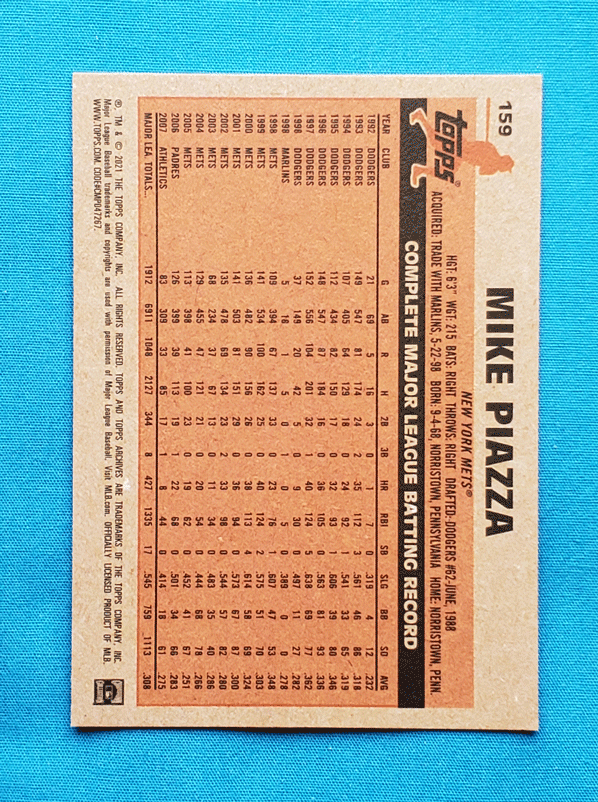 159
MIKE PIAZZA
topps®
NEW YORK METS®
HGT: 6'3" WGT: 215 BATS: RIGHT THROWS: RIGHT DRAFTED: DODGERS #62-JUNE, 1988
ACQUIRED: TRADE WITH MARLINS, 5-22-98 BORN: 9-4-68, NORRISTOWN, PENNSYLVANIA HOME: NORRISTOWN, PENN.
COMPLETE MAJOR LEAGUE BATTING RECORD
YEAR CLUB G AB R H 2B 3B HR RBI SB SLG BB SO AVG
1992 DODGERS 21 69 5 16 3 0 1 7 0 .319 4 12 .232
1993 DODGERS 149 547 81 174 24 2 35 112 3 .561 46 86 .318
1994 DODGERS 107 405 64 129 18 0 24 92 1 .541 33 65 .319
1995 DODGERS 112 434 82 150 17 0 32 93 1 .606 39 80 .346
1996 DODGERS 148 547 87 184 16 0 36 105 0 .563 81 93 .336
1997 DODGERS 152 556 104 201 32 1 40 124 5 .638 69 77 .362
1998 DODGERS 37 149 20 42 5 0 9 30 0 .497 11 27 .282
1998 MARLINS 5 18 1 5 0 1 0 5 0 .389 0 0 .278
1998 METS 109 394 67 137 33 0 23 76 1 .607 47 53 .348
1999 METS 141 534 100 162 25 0 40 124 2 .575 51 70 .303
2000 METS 136 482 90 156 26 0 38 113 4 .614 58 69 .324
2001 METS 141 503 81 151 29 0 36 94 0 .573 67 87 .300
2002 METS 135 478 69 134 23 2 33 98 0 .544 57 82 .280
2003 METS 68 234 37 67 13 0 11 34 0 .483 35 40 .286
2004 METS 129 455 47 121 21 0 20 54 0 .444 68 78 .266
2005 METS 113 398 41 100 23 0 19 62 0 .452 41 67 .251
2006 PADRES 126 399 39 113 19 1 22 68 0 .501 34 66 .283
2007 ATHLETICS 83 309 33 85 17 1 8 44 0 .414 18 61 .275
MAJOR LEA. TOTALS... 1912 6911 1048 2127 344 8 427 1335 17 .545 759 1113 .308
®, TM & © 2021 THE TOPPS COMPANY, INC. ALL RIGHTS RESERVED. TOPPS AND TOPPS ARCHIVES ARE TRADEMARKS OF THE TOPPS COMPANY, INC.
Major League Baseball trademarks and copyrights are used with permission of Major League Baseball. Visit MLB.com. OFFICIALLY LICENSED PRODUCT OF MLB.
WWW.TOPPS.COM. CODE#CMP047267.